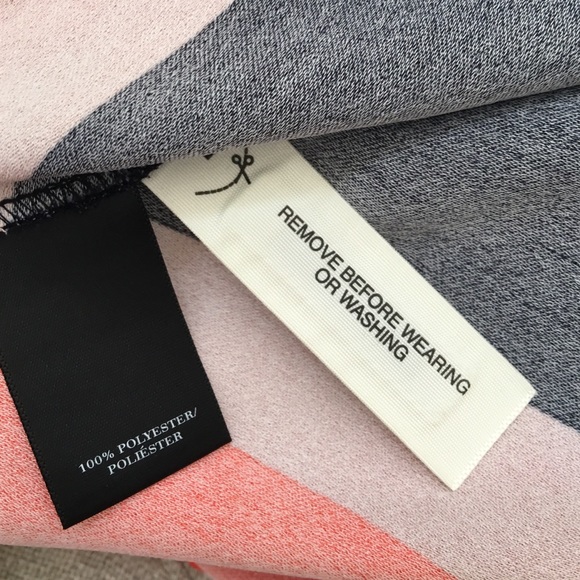 REMOVE BEFORE WEARING
OR WASHING
100% POLYESTER/
POLIÉSTER